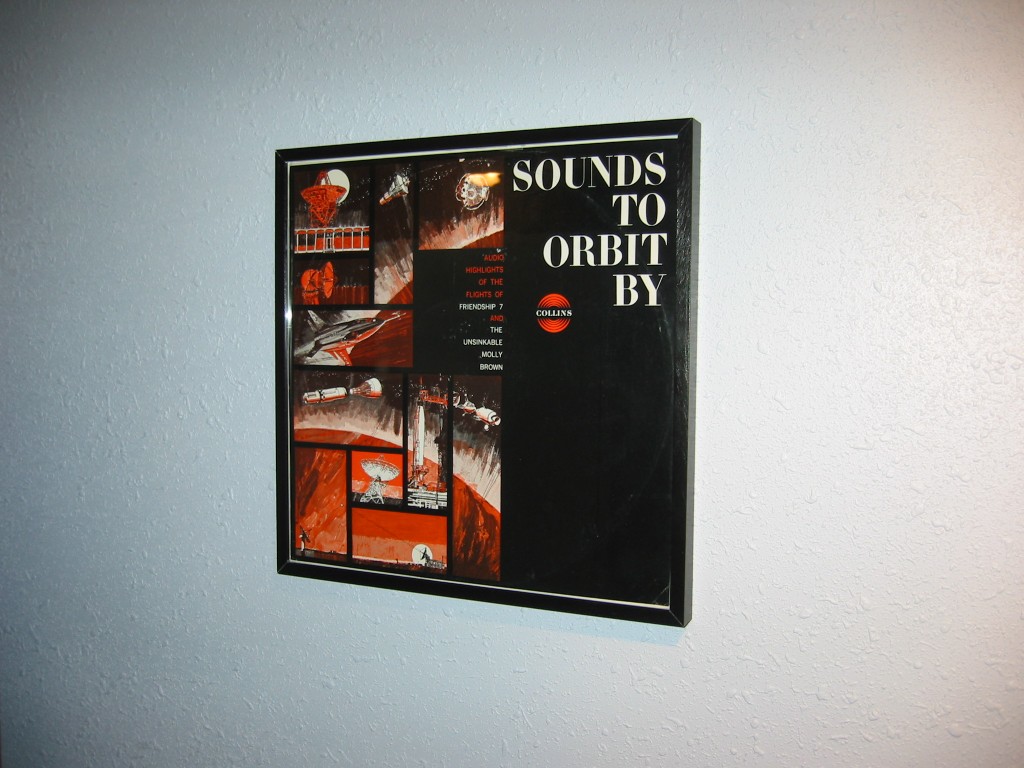 SOUNDS
TO
ORBIT
BY
COLLINS
AUDIO
HIGHLIGHTS
OF THE
FLIGHTS OF
FRIENDSHIP 7
AND
THE
UNSINKABLE
MOLLY
BROWN